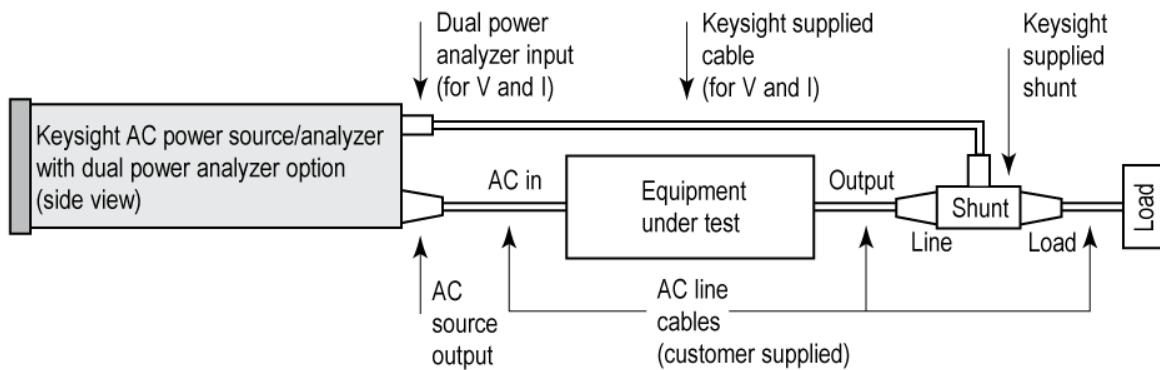 Dual power
analyzer input
(for V and I)
Keysight supplied
cable
(for V and I)
Keysight
supplied
shunt
Keysight AC power source/analyzer
with dual power analyzer option
(side view)
AC in
Equipment
under test
Output
Shunt
Line
Load
Load
AC
source
output
AC line
cables
(customer supplied)